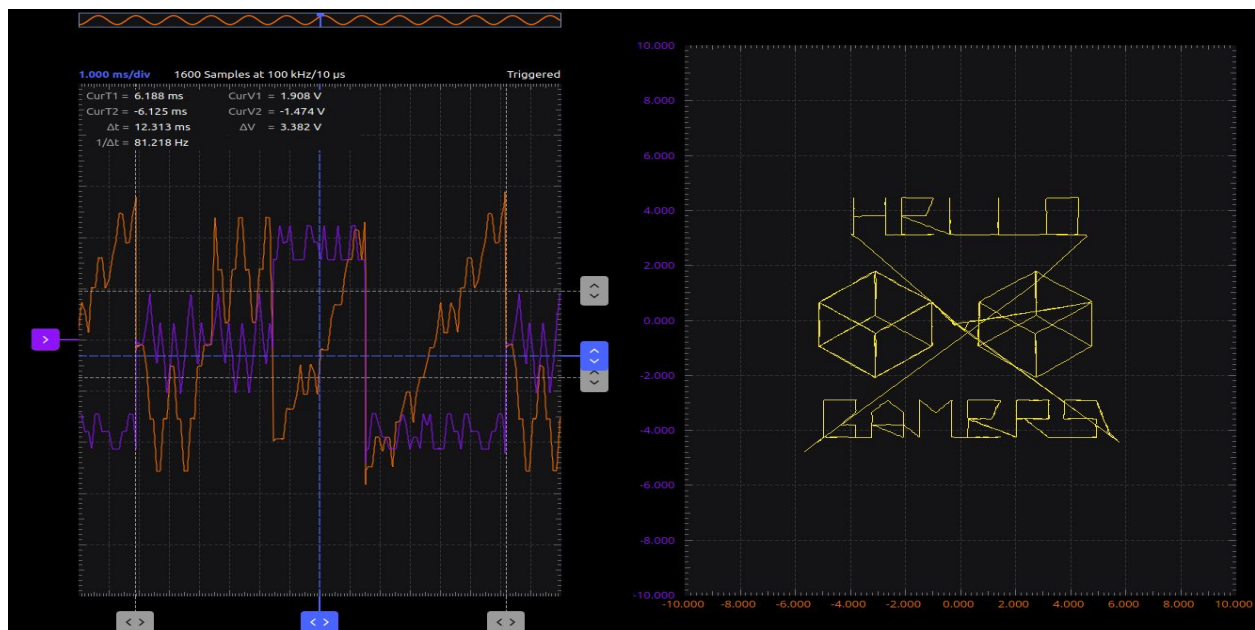 1.000 ms/div 1600 Samples at 100 kHz/10 µs Triggered
CurT1 = 6.188 ms CurV1 = 1.908 V
CurT2 = -6.125 ms CurV2 = -1.474 V
Δt = 12.313 ms ΔV = 3.382 V
1/Δt = 81.218 Hz
10.000
8.000
6.000
4.000
2.000
0.000
-2.000
-4.000
-6.000
-8.000
-10.000
-10.000 -8.000 -6.000 -4.000 -2.000 0.000 2.000 4.000 6.000 8.000 10.000
HELLO
GAMERS